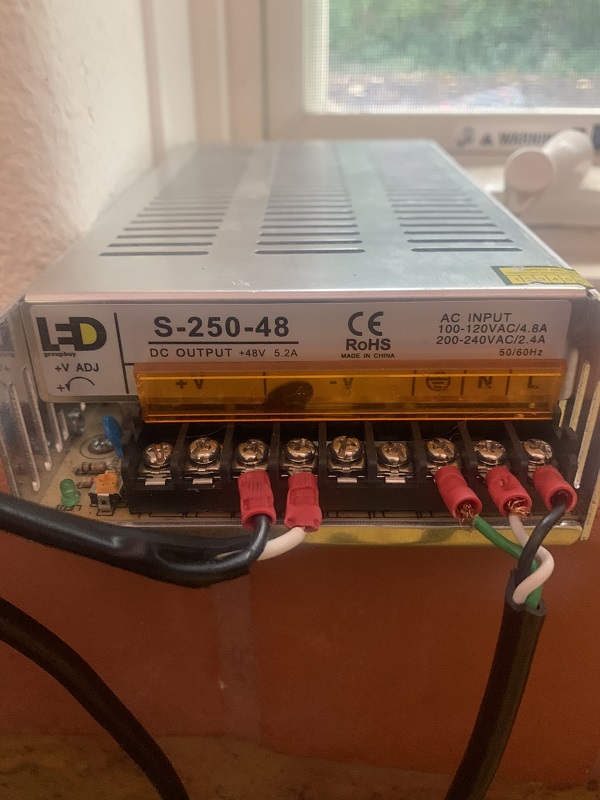 WARNING
LED
groupbuy
S-250-48
DC OUTPUT +48V 5.2A
CE
RoHS
MADE IN CHINA
AC INPUT
100-120VAC/4.8A
200-240VAC/2.4A
50/60Hz
+V ADJ
+
+V
-V
N
L